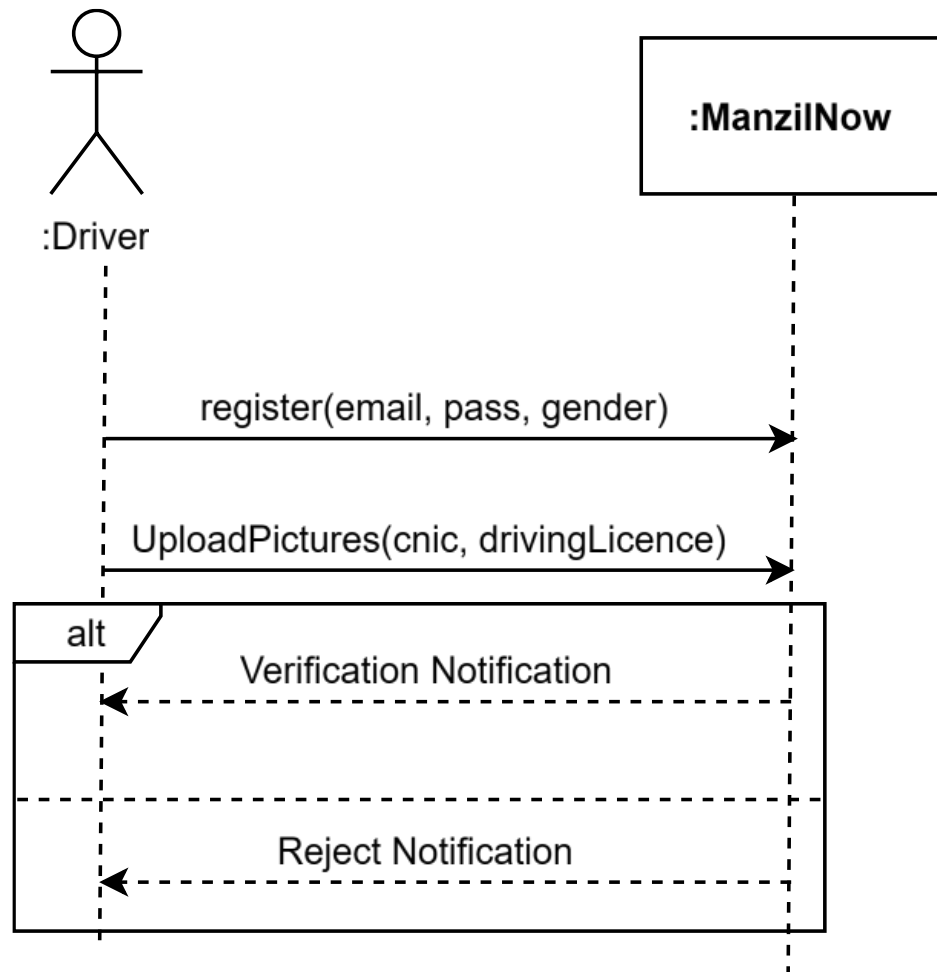 :ManzilNow
:Driver
register(email, pass, gender)
UploadPictures(cnic, drivingLicence)
alt
Verification Notification
Reject Notification